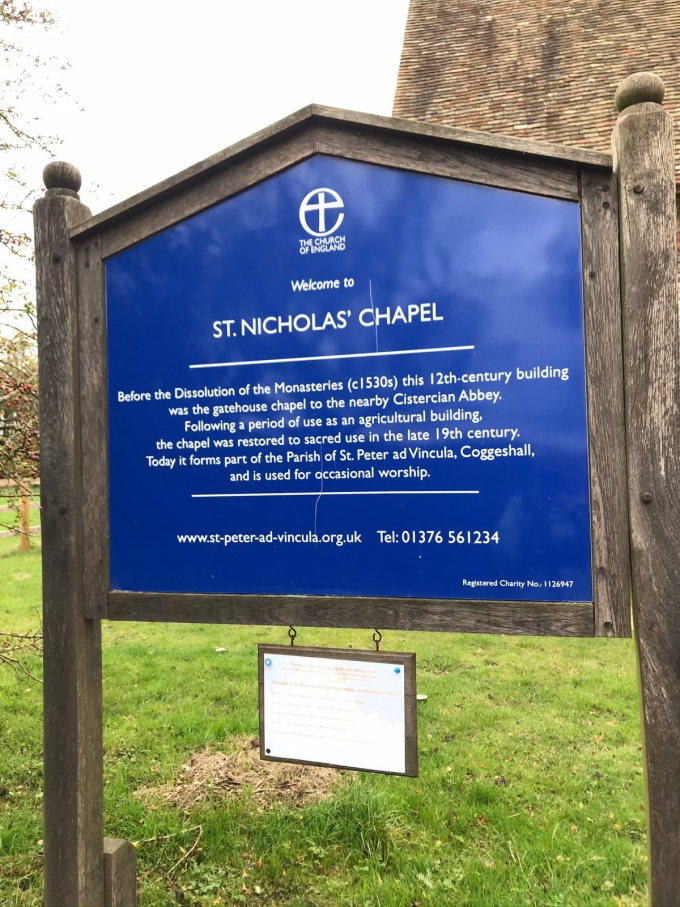 THE CHURCH
OF ENGLAND
Welcome to
ST. NICHOLAS' CHAPEL
Before the Dissolution of the Monasteries (c1530s) this 12th-century building
was the gatehouse chapel to the nearby Cistercian Abbey.
Following a period of use as an agricultural building,
the chapel was restored to sacred use in the late 19th century.
Today it forms part of the Parish of St. Peter ad Vincula, Coggeshall,
and is used for occasional worship.
www.st-peter-ad-vincula.org.uk Tel: 01376 561234
Registered Charity No.: 1126947